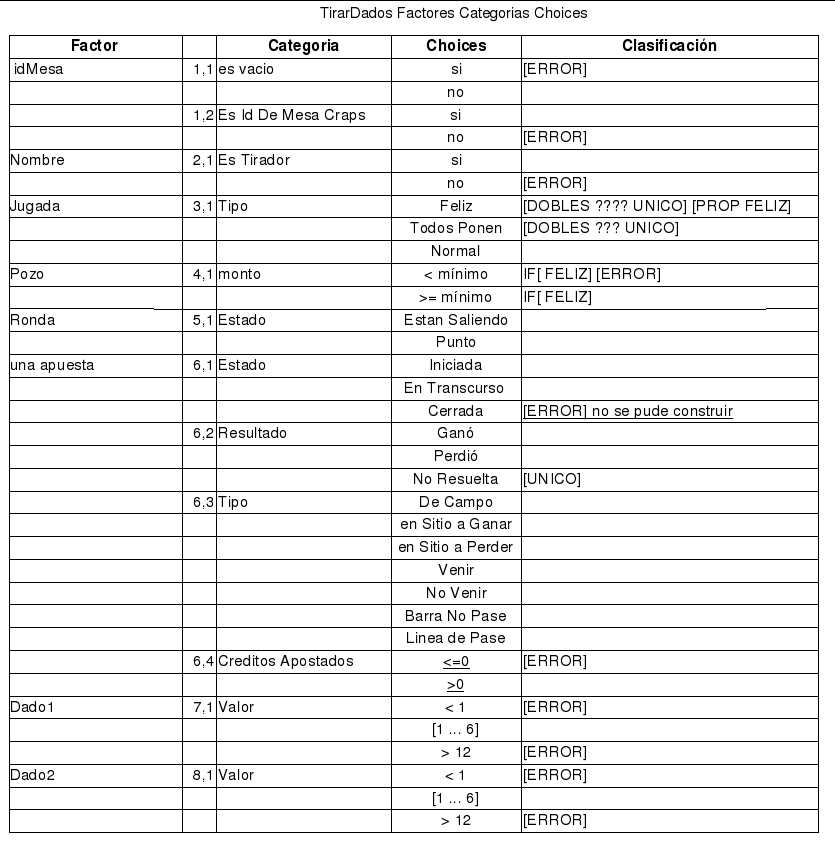 TirarDados Factores Categorias Choices
Factor Categoria Choices Clasificación
idMesa 1,1 es vacio si [ERROR]
no
1,2 Es Id De Mesa Craps si
no [ERROR]
Nombre 2,1 Es Tirador si
no [ERROR]
Jugada 3,1 Tipo Feliz [DOBLES ???? UNICO] [PROP FELIZ]
Todos Ponen [DOBLES ??? UNICO]
Normal
Pozo 4,1 monto < mínimo IF[ FELIZ] [ERROR]
>= mínimo IF[ FELIZ]
Ronda 5,1 Estado Estan Saliendo
Punto
una apuesta 6,1 Estado Iniciada
En Transcurso
Cerrada [ERROR] no se pude construir
6,2 Resultado Ganó
Perdió
No Resuelta [UNICO]
6,3 Tipo De Campo
en Sitio a Ganar
en Sitio a Perder
Venir
No Venir
Barra No Pase
Linea de Pase
6,4 Creditos Apostados <=0 [ERROR]
>0
Dado1 7,1 Valor < 1 [ERROR]
[1 ... 6]
> 12 [ERROR]
Dado2 8,1 Valor < 1 [ERROR]
[1 ... 6]
> 12 [ERROR]